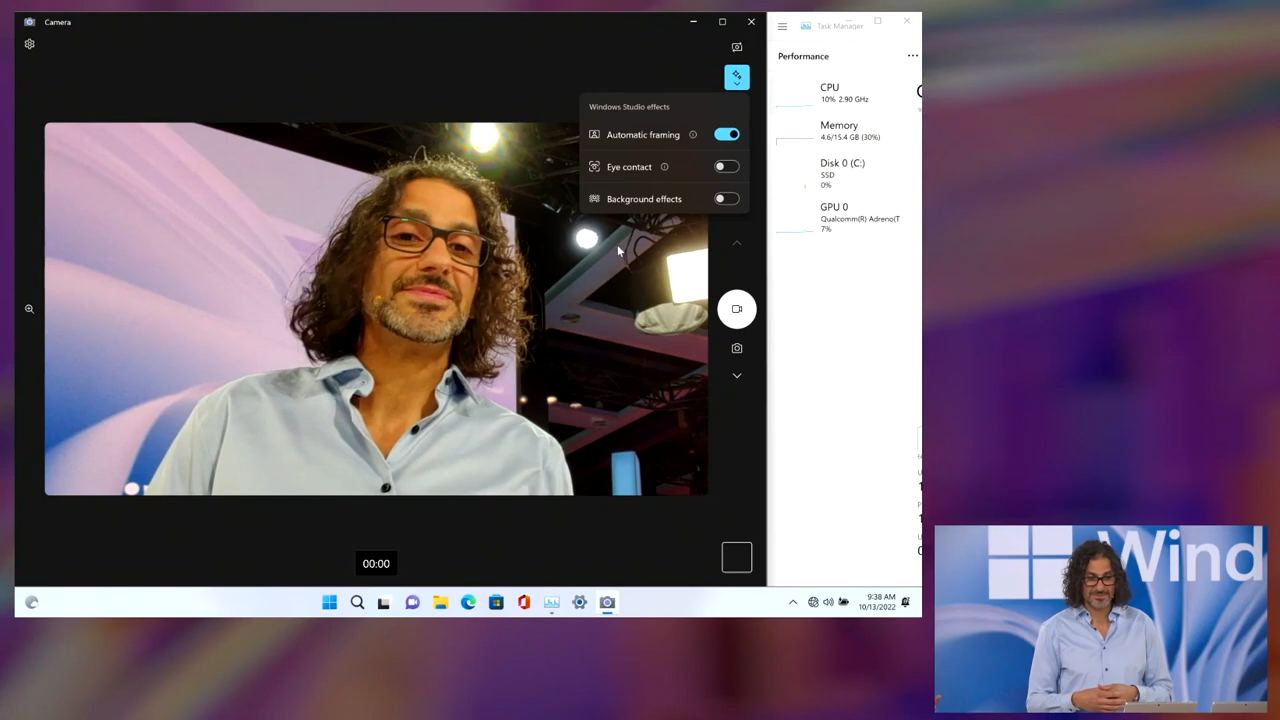 Camera
Windows Studio effects
Automatic framing
Eye contact
Background effects
00:00
Task Manager
Performance
CPU
10% 2.90 GHz
Memory
4.6/15.4 GB (30%)
Disk 0 (C:)
SSD
0%
GPU 0
Qualcomm(R) Adreno(T
7%
9:38 AM
10/13/2022
Wind